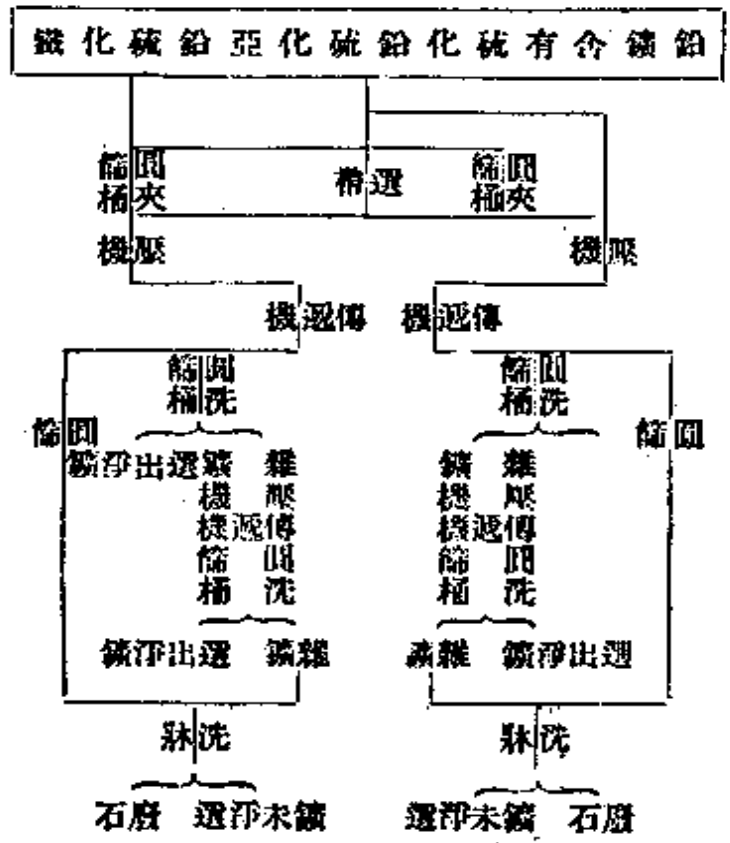 鉛鑛含有硫化鉛硫化亞鉛硫化鐵
圓篩
夾桶
選帶
圓篩
夾桶
壓機
壓機
傳遞機
傳遞機
圓篩
洗桶
圓篩
洗桶
圓篩
圓篩
雜鑛
壓機
傳遞機
圓篩
洗桶
雜鑛
選出淨鑛
壓機
傳遞機
圓篩
洗桶
選出淨鑛
雜鑛
雜鑛
選出淨鑛
洗牀
洗牀
廢石
鑛未淨選
鑛未淨選
廢石